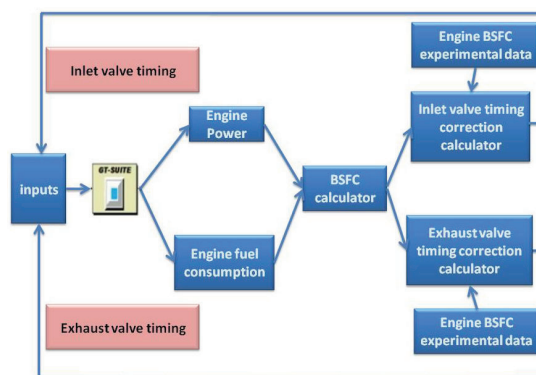 Inlet valve timing
Engine BSFC
experimental data
Engine
Power
Inlet valve timing
correction
calculator
inputs
GT-SUITE
BSFC
calculator
Engine fuel
consumption
Exhaust valve
timing correction
calculator
Exhaust valve timing
Engine BSFC
experimental data